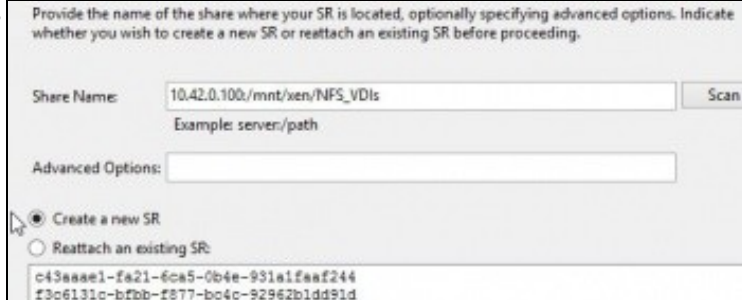 Provide the name of the share where your SR is located, optionally specifying advanced options. Indicate
whether you wish to create a new SR or reattach an existing SR before proceeding.
Share Name: 10.42.0.100:/mnt/xen/NFS_VDIs Scan
Example: server:/path
Advanced Options:
Create a new SR
Reattach an existing SR:
c43aaae1-fa21-6ca5-0b4e-931a1faaf244
f3c6131c-bfbb-f877-bc4c-92962b1dd91d